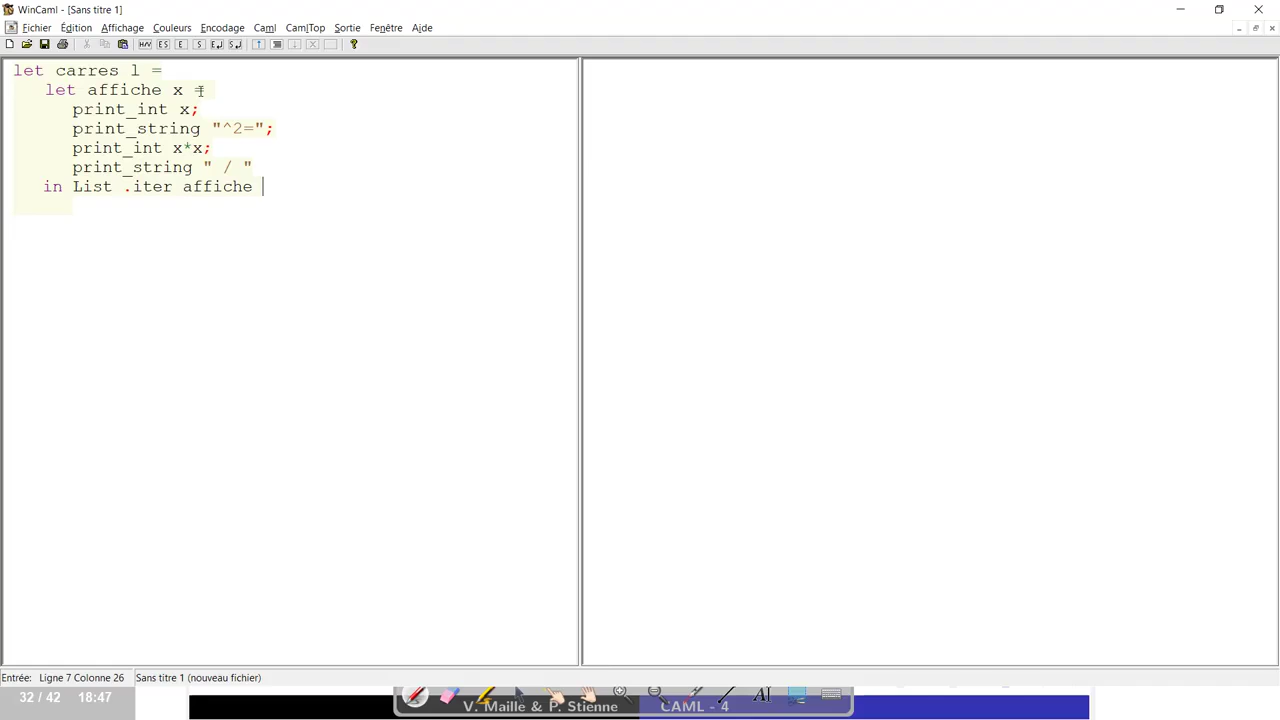 WinCaml - [Sans titre 1]
Fichier Édition Affichage Couleurs Encodage Caml CamlTop Sortie Fenêtre Aide
let carres l =
let affiche x =
print_int x;
print_string "^2=";
print_int x*x;
print_string " / "
in List .iter affiche
Entrée: Ligne 7 Colonne 26 Sans titre 1 (nouveau fichier)
32 / 42 18:47
V. Maille & P. Stienne CAML - 4